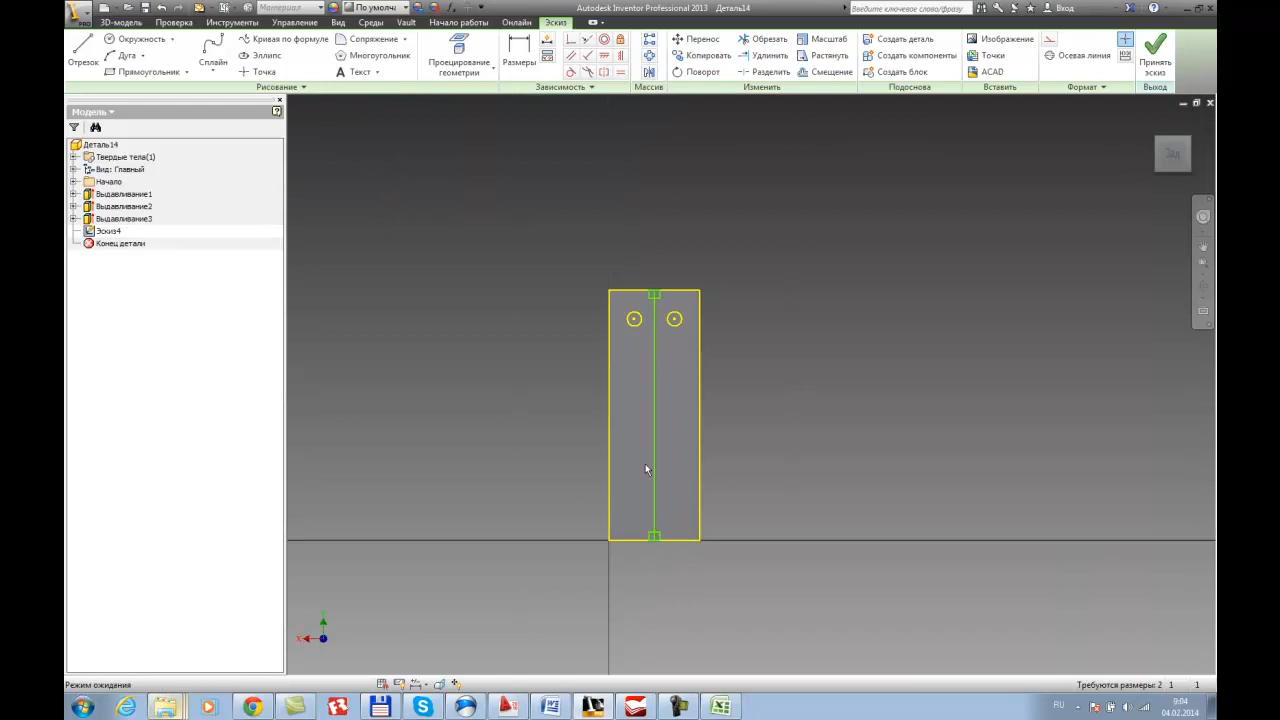 Материал
По умолч
Autodesk Inventor Professional 2013 Деталь14
Введите ключевое слово/фразу
Вход
PRO
3D-модель Проверка Инструменты Управление Вид Среды Vault Начало работы Онлайн Эскиз
Отрезок
Окружность
Дуга
Прямоугольник
Сплайн
Кривая по формуле
Эллипс
Точка
Сопряжение
Многоугольник
Текст
Проецирование геометрии
Размеры
Перенос
Копировать
Поворот
Обрезать
Удлинить
Разделить
Масштаб
Растянуть
Смещение
Создать деталь
Создать компоненты
Создать блок
Изображение
Точки
ACAD
Осевая линия
Принять эскиз
Рисование
Зависимость
Массив
Изменить
Подоснова
Вставить
Формат
Выход
Модель
Деталь14
Твердые тела(1)
Вид: Главный
Начало
Выдавливание1
Выдавливание2
Выдавливание3
Эскиз4
Конец детали
Зад
Y
X
Режим ожидания
Требуются размеры: 2 1 1
RU
9:04
04.02.2014